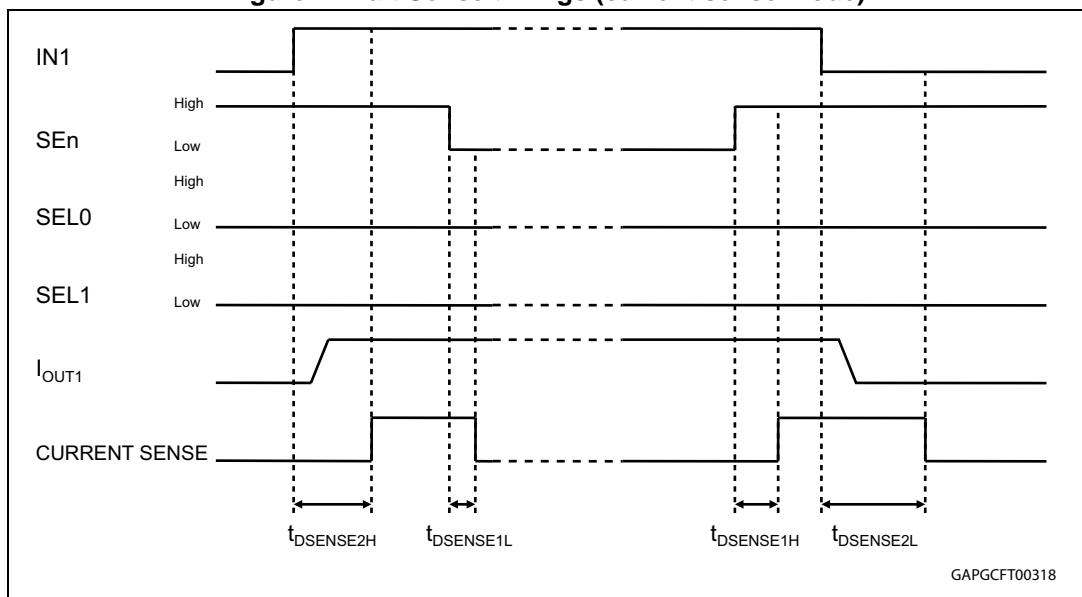 IN1
High
SEn
Low
High
SEL0
Low
High
SEL1
Low
IOUT1
CURRENT SENSE
tDSENSE2H tDSENSE1L tDSENSE1H tDSENSE2L
GAPGCFT00318